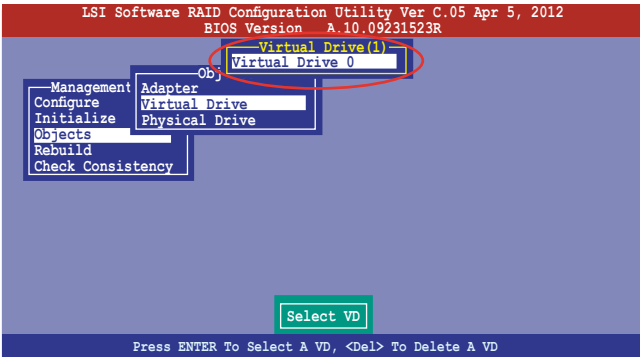 LSI Software RAID Configuration Utility Ver C.05 Apr 5, 2012
BIOS Version A.10.09231523R
Virtual Drive(1)
Virtual Drive 0
Obj
Adapter
Virtual Drive
Physical Drive
Management
Configure
Initialize
Objects
Rebuild
Check Consistency
Select VD
Press ENTER To Select A VD, <Del> To Delete A VD